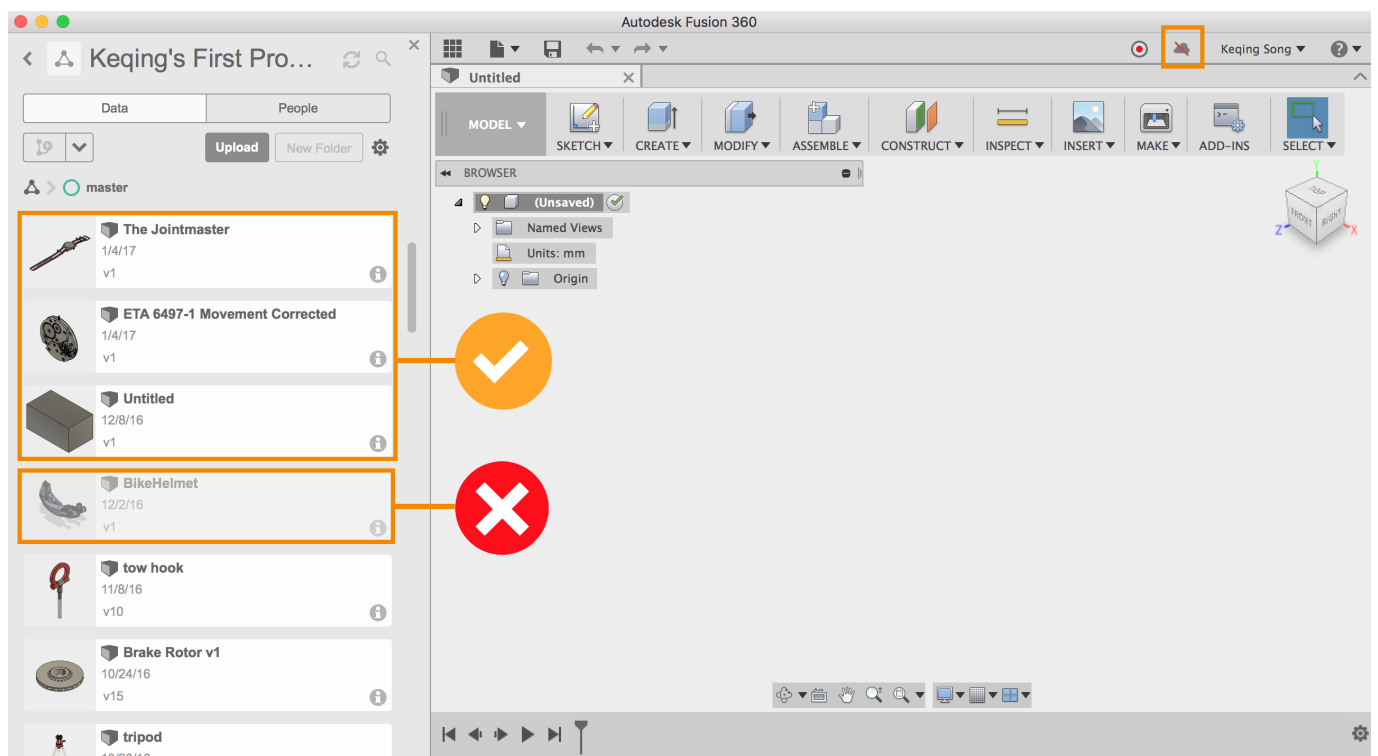 Autodesk Fusion 360
Keqing's First Pro...
Keqing Song
Untitled
Data
People
Upload
New Folder
master
MODEL
SKETCH
CREATE
MODIFY
ASSEMBLE
CONSTRUCT
INSPECT
INSERT
MAKE
ADD-INS
SELECT
BROWSER
(Unsaved)
Named Views
Units: mm
Origin
TOP
FRONT
RIGHT
Y
Z
X
The Jointmaster
1/4/17
v1
ETA 6497-1 Movement Corrected
1/4/17
v1
Untitled
12/8/16
v1
BikeHelmet
12/2/16
v1
tow hook
11/8/16
v10
Brake Rotor v1
10/24/16
v15
tripod